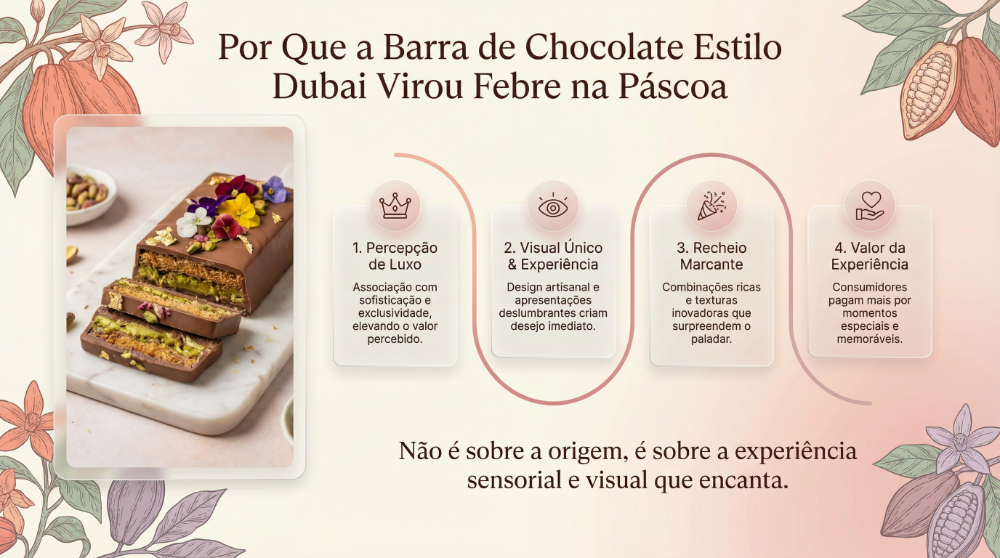 Por Que a Barra de Chocolate Estilo
Dubai Virou Febre na Páscoa
1. Percepção
de Luxo
Associação com
sofisticação e
exclusividade,
elevando o valor
percebido.
2. Visual Único
& Experiência
Design artisanal e
apresentações
deslumbrantes criam
desejo imediato.
3. Recheio
Marcante
Combinações ricas
e texturas
inovadoras que
surpreendem o
paladar.
4. Valor da
Experiência
Consumidores
pagam mais por
momentos
especiais e
memoráveis.
Não é sobre a origem, é sobre a experiência
sensorial e visual que encanta.